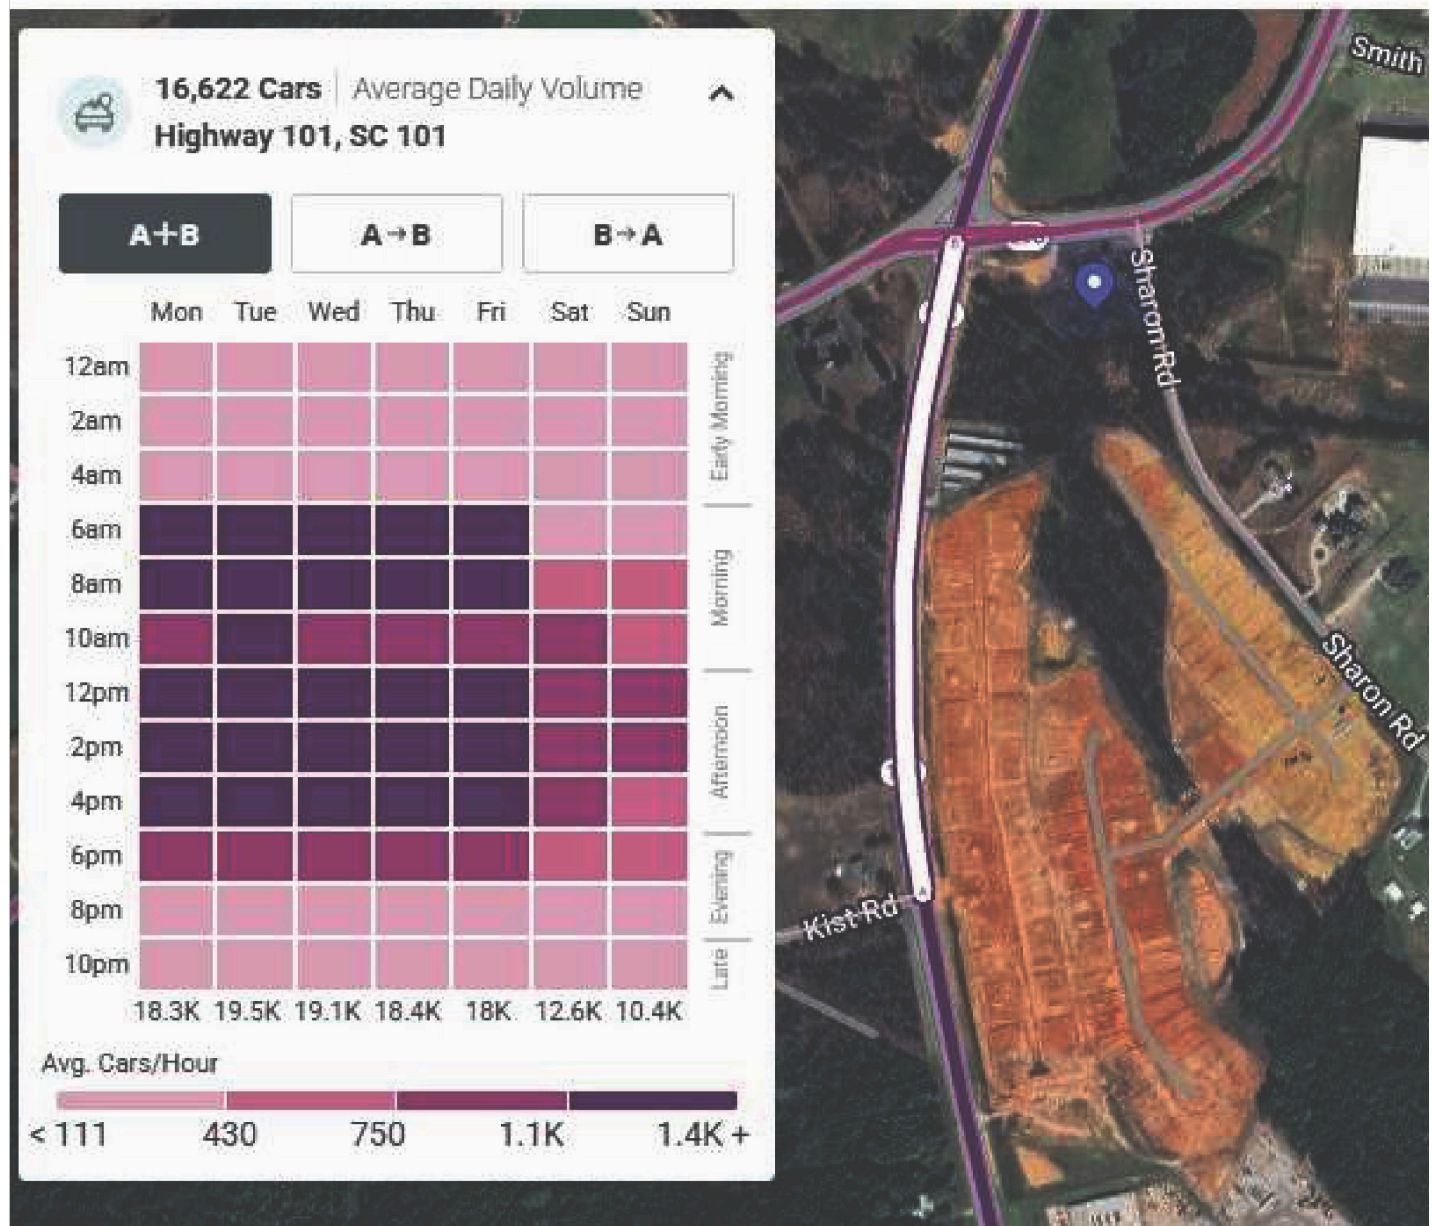 16,622 Cars | Average Daily Volume
Highway 101, SC 101
A+B
A→B
B→A
Mon Tue Wed Thu Fri Sat Sun
12am
2am
4am
Early Morning
6am
8am
10am
Morning
12pm
2pm
4pm
Afternoon
6pm
8pm
Evening
10pm
Late
18.3K 19.5K 19.1K 18.4K 18K 12.6K 10.4K
Avg. Cars/Hour
< 111 430 750 1.1K 1.4K +
Smith
Sharon Rd
Sharon Rd
Kist Rd
B
A